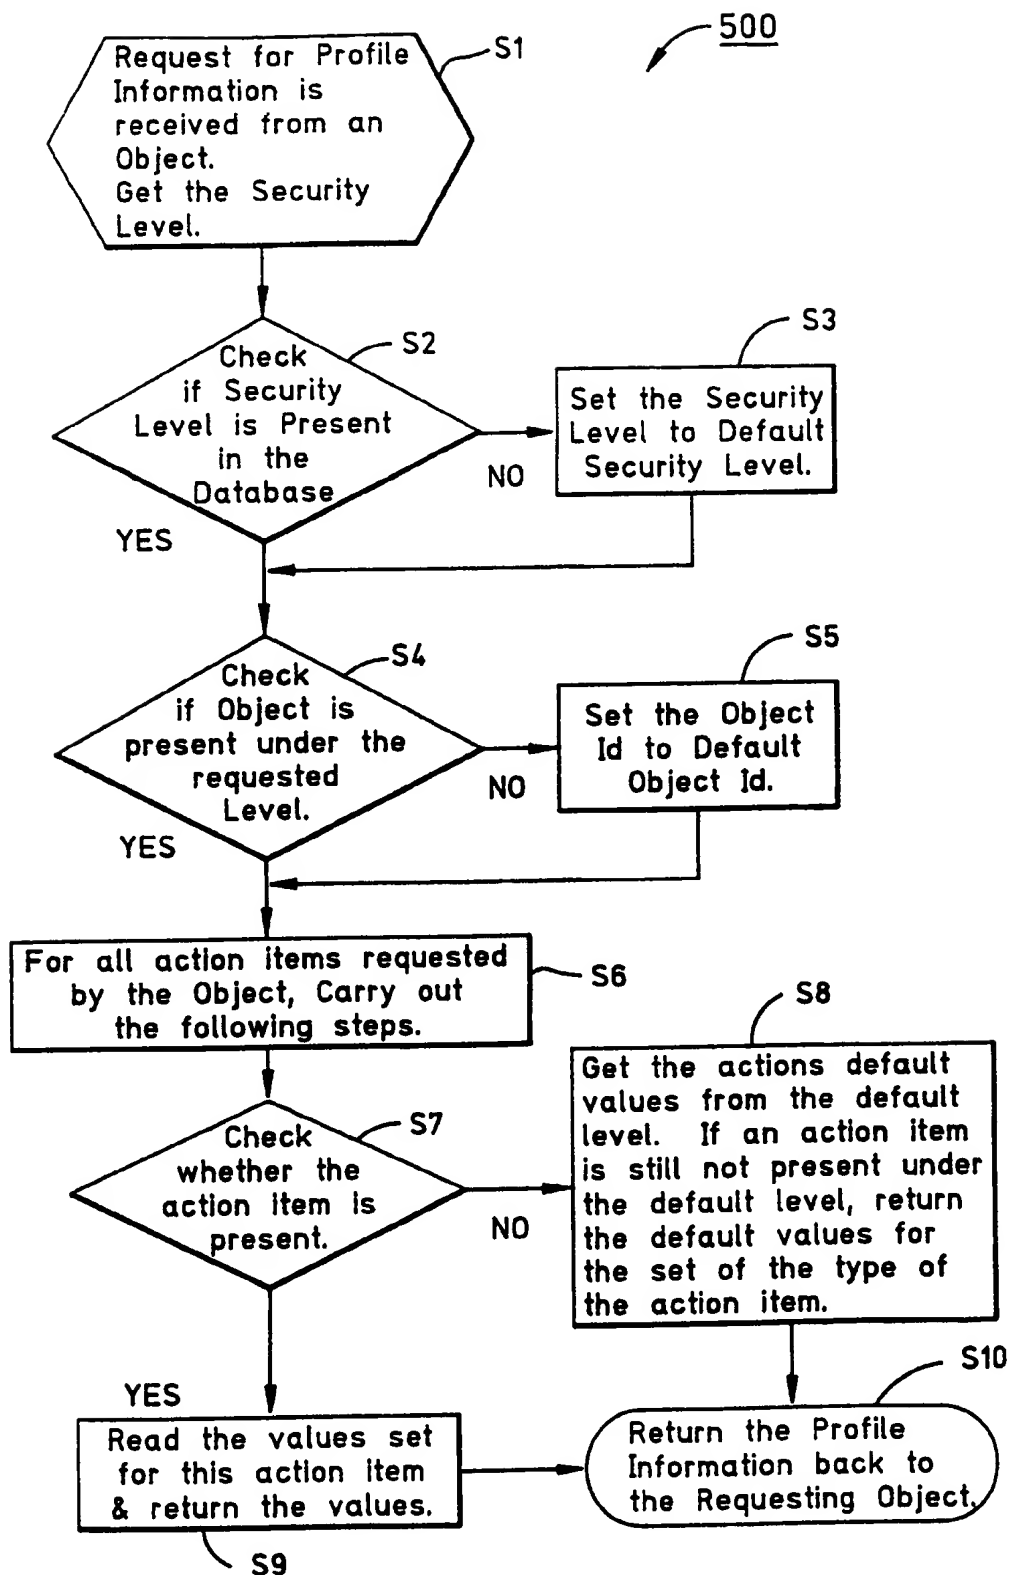 500
S1
Request for Profile
Information is
received from an
Object.
Get the Security
Level.
S2
Check
if Security
Level is Present
in the
Database
NO
YES
S3
Set the Security
Level to Default
Security Level.
S4
Check
if Object is
present under the
requested
Level.
NO
YES
S5
Set the Object
Id to Default
Object Id.
For all action items requested
by the Object, Carry out
the following steps.
S6
S7
Check
whether the
action item is
present.
NO
YES
S8
Get the actions default
values from the default
level. If an action item
is still not present under
the default level, return
the default values for
the set of the type of
the action item.
Read the values set
for this action item
& return the values.
S9
S10
Return the Profile
Information back to
the Requesting Object.